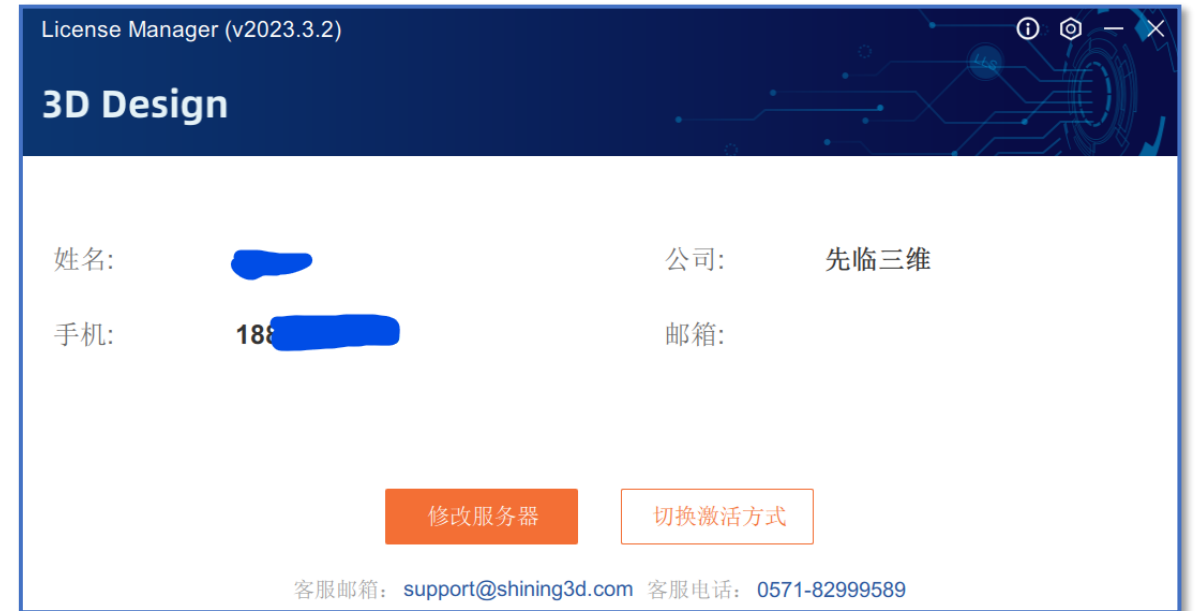 License Manager (v2023.3.2)
3D Design
LLG
姓名: 公司: 先临三维
手机: 188 邮箱:
修改服务器 切换激活方式
客服邮箱: support@shining3d.com 客服电话: 0571-82999589